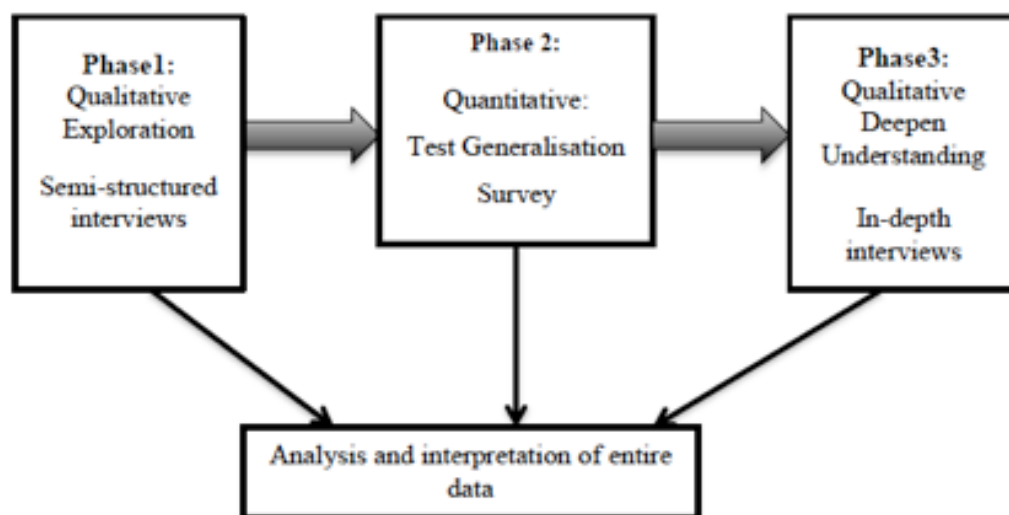 Phase1:
Qualitative
Exploration
Semi-structured
interviews
Phase 2:
Quantitative:
Test Generalisation
Survey
Phase3:
Qualitative
Deepen
Understanding
In-depth
interviews
Analysis and interpretation of entire
data